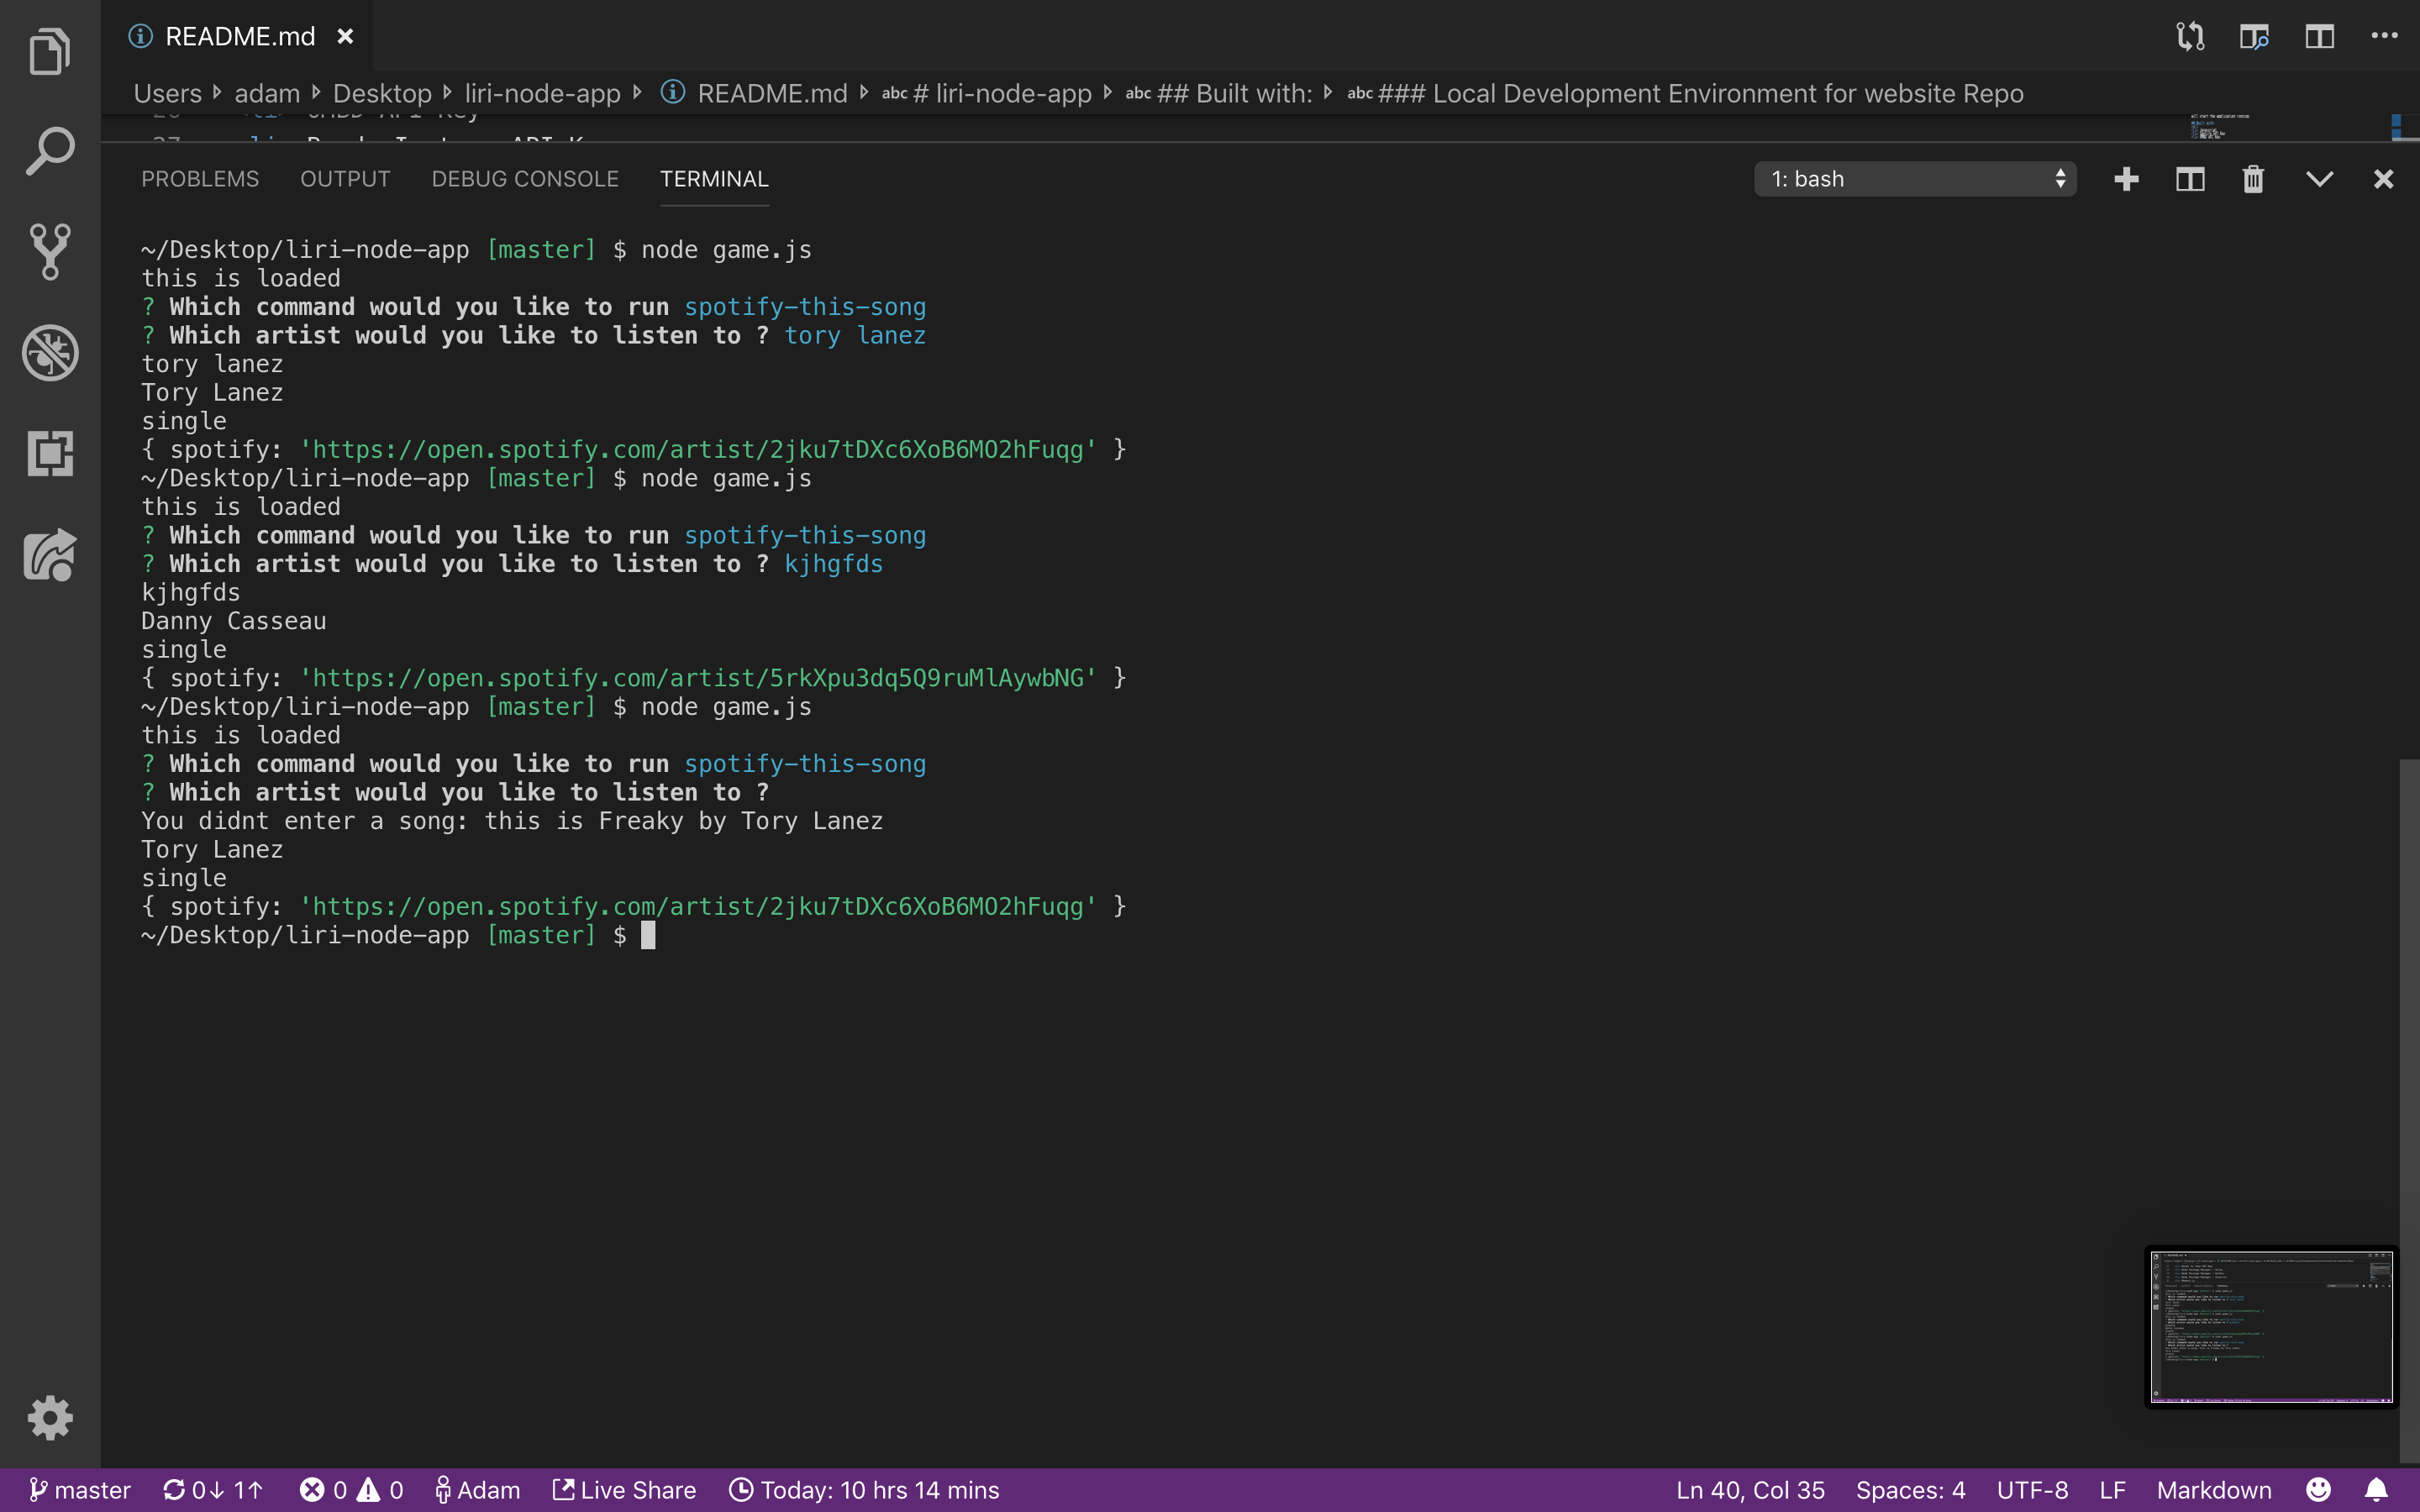 README.md
Users adam Desktop liri-node-app README.md abc # liri-node-app abc ## Built with: abc ### Local Development Environment for website Repo
PROBLEMS OUTPUT DEBUG CONSOLE TERMINAL 1: bash
~/Desktop/liri-node-app [master] $ node game.js
this is loaded
? Which command would you like to run spotify-this-song
? Which artist would you like to listen to ? tory lanez
tory lanez
Tory Lanez
single
{ spotify: 'https://open.spotify.com/artist/2jku7tDXc6XoB6MO2hFuqg' }
~/Desktop/liri-node-app [master] $ node game.js
this is loaded
? Which command would you like to run spotify-this-song
? Which artist would you like to listen to ? kjhgfds
kjhgfds
Danny Casseau
single
{ spotify: 'https://open.spotify.com/artist/5rkXpu3dq5Q9ruMlAywbNG' }
~/Desktop/liri-node-app [master] $ node game.js
this is loaded
? Which command would you like to run spotify-this-song
? Which artist would you like to listen to ?
You didnt enter a song: this is Freaky by Tory Lanez
Tory Lanez
single
{ spotify: 'https://open.spotify.com/artist/2jku7tDXc6XoB6MO2hFuqg' }
~/Desktop/liri-node-app [master] $
master 0↓ 1↑ 0 0 Adam Live Share Today: 10 hrs 14 mins Ln 40, Col 35 Spaces: 4 UTF-8 LF Markdown